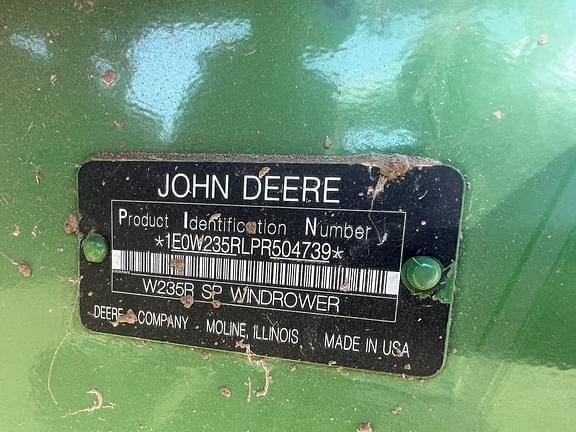 JOHN DEERE
Product Identification Number
*1E0W235RLPR504739*
W235R SP WINDROWER
DEERE & COMPANY MOLINE, ILLINOIS MADE IN USA